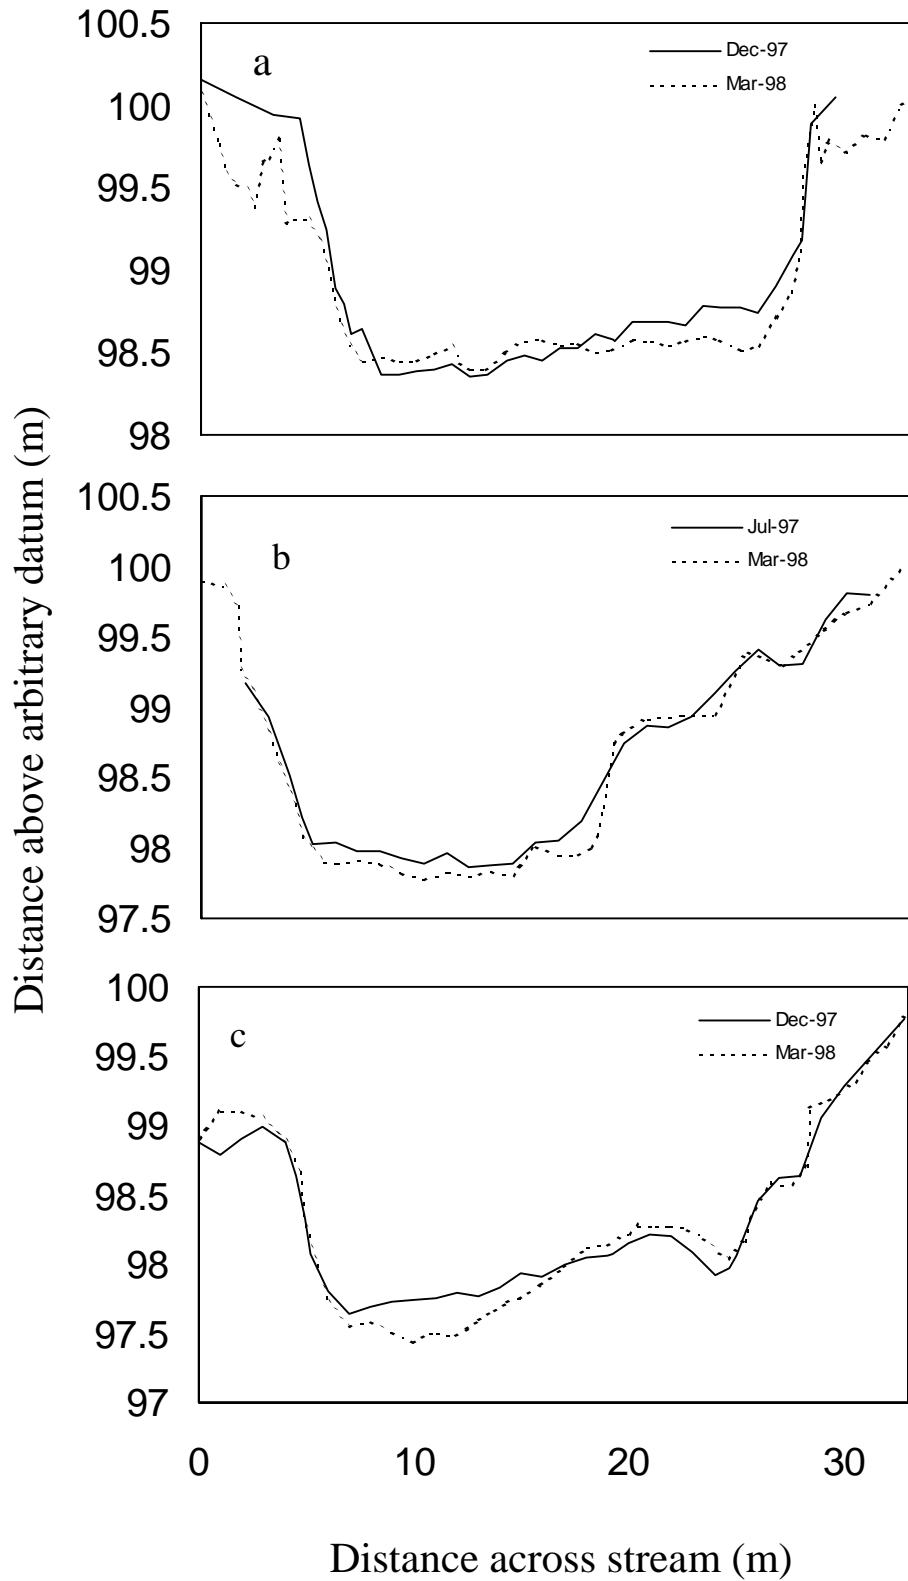 100.5
100
99.5
99
98.5
98
a
Dec-97
Mar-98
100.5
100
99.5
99
98.5
98
97.5
b
Jul-97
Mar-98
100
99.5
99
98.5
98
97.5
97
c
Dec-97
Mar-98
0 10 20 30
Distance across stream (m)
Distance above arbitrary datum (m)